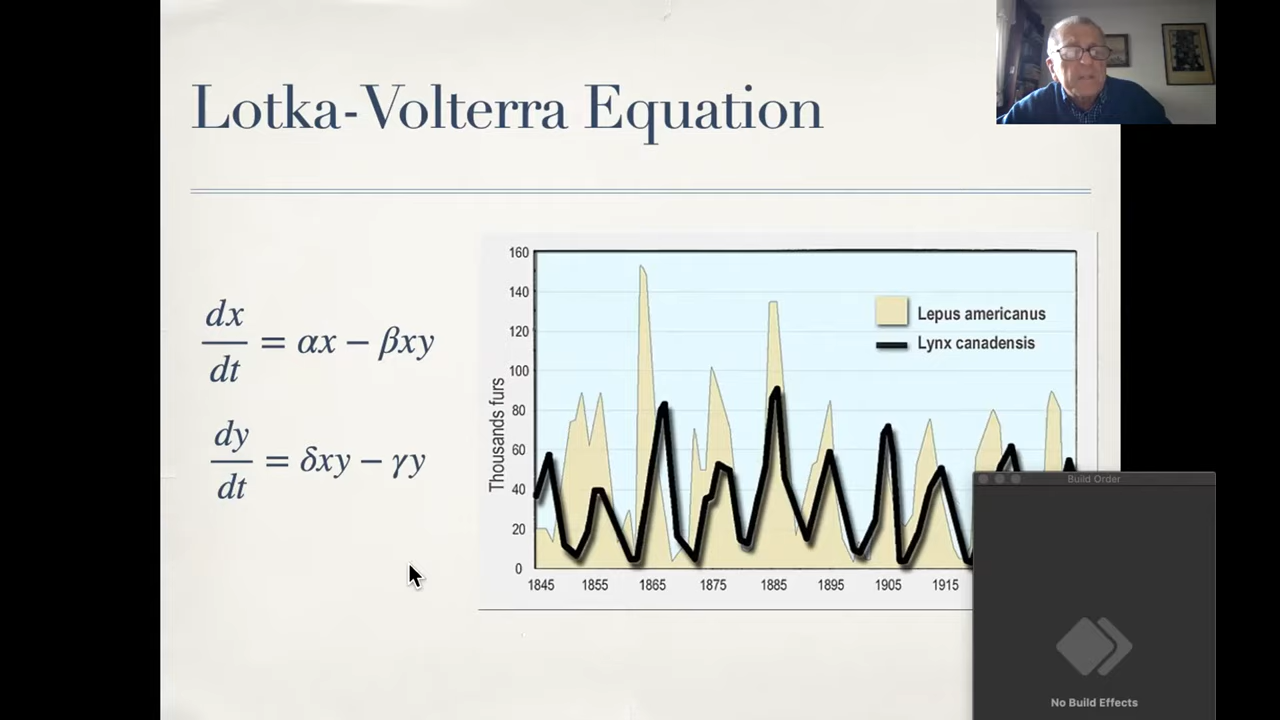 Lotka-Volterra Equation
dx
dt
= αx − βxy
dy
dt
= δxy − γy
Thousands furs
160
140
120
100
80
60
40
20
0
Lepus americanus
Lynx canadensis
1845 1855 1865 1875 1885 1895 1905 1915
Build Order
No Build Effects